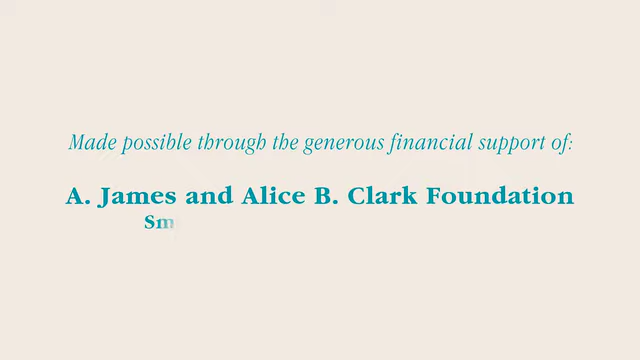 Made possible through the generous financial support of:
A. James and Alice B. Clark Foundation